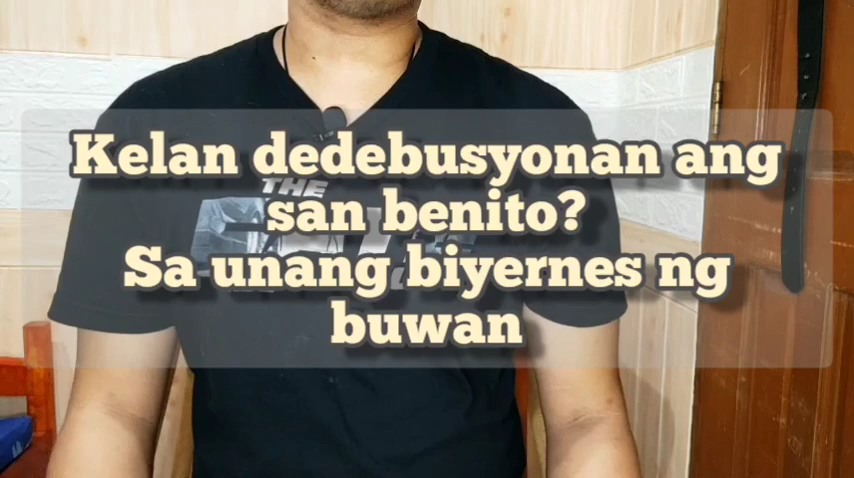 Kelan dedebusyonan ang
THE
san benito?
Sa unang biyernes ng
buwan